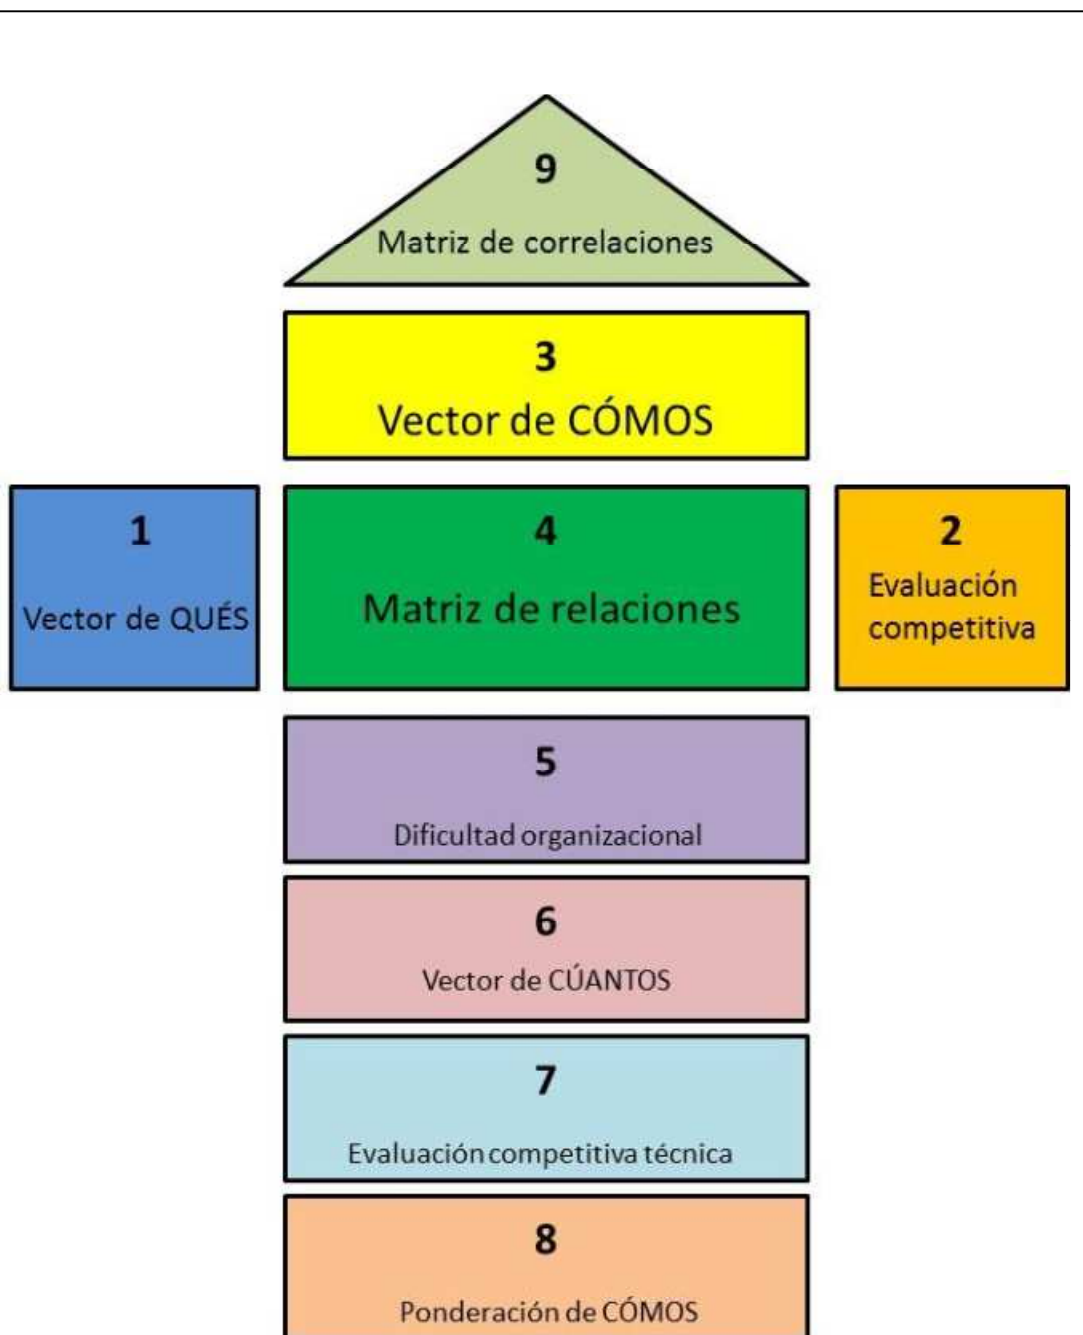 9
Matriz de correlaciones
3
Vector de CÓMOS
1
Vector de QUÉS
4
Matriz de relaciones
2
Evaluación
competitiva
5
Dificultad organizacional
6
Vector de CÚANTOS
7
Evaluación competitiva técnica
8
Ponderación de CÓMOS